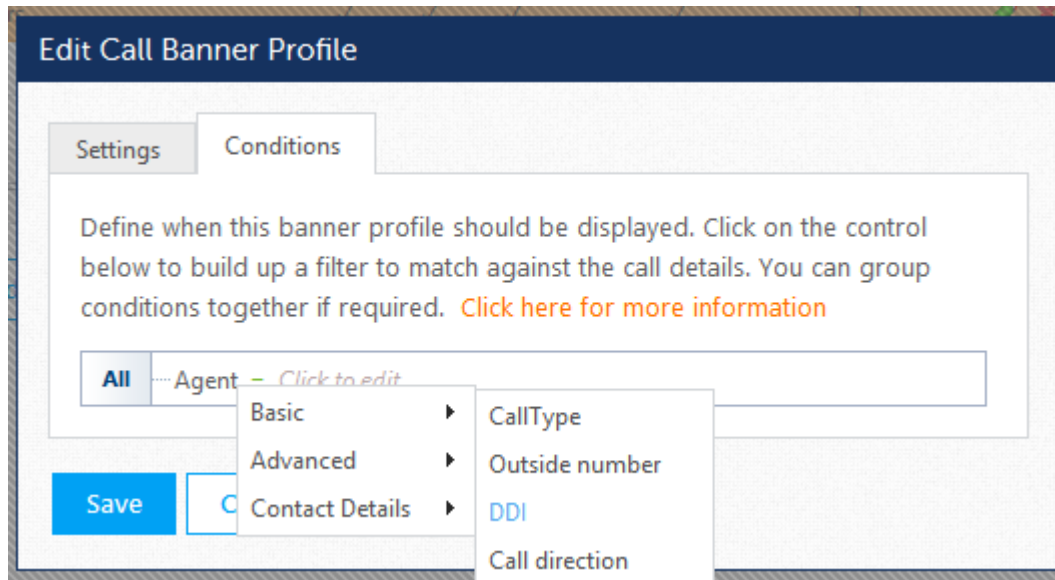 Edit Call Banner Profile
Settings
Conditions
Define when this banner profile should be displayed. Click on the control
below to build up a filter to match against the call details. You can group
conditions together if required. Click here for more information
All Agent = Click to edit
Basic
CallType
Advanced
Outside number
Save
Contact Details
DDI
Call direction